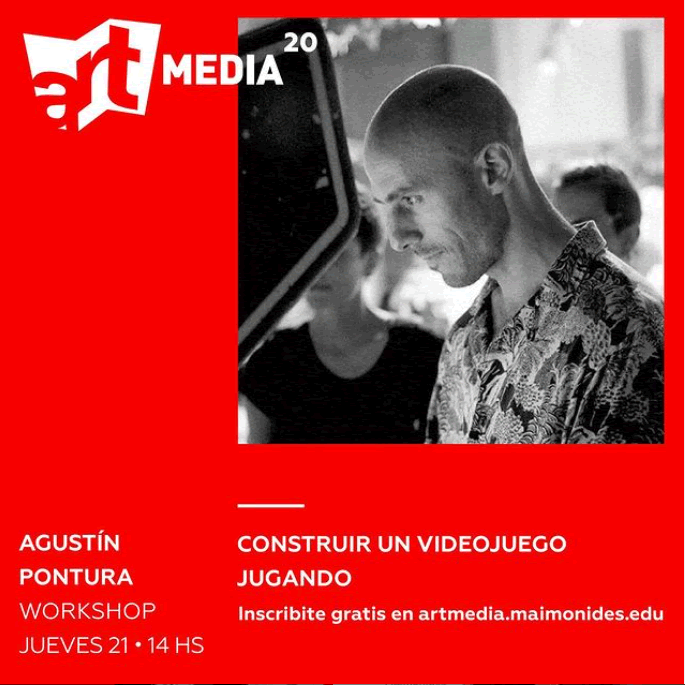 art MEDIA 20
AGUSTÍN
PONTURA
WORKSHOP
JUEVES 21 • 14 HS
CONSTRUIR UN VIDEOJUEGO
JUGANDO
Inscribite gratis en artmedia.maimonides.edu